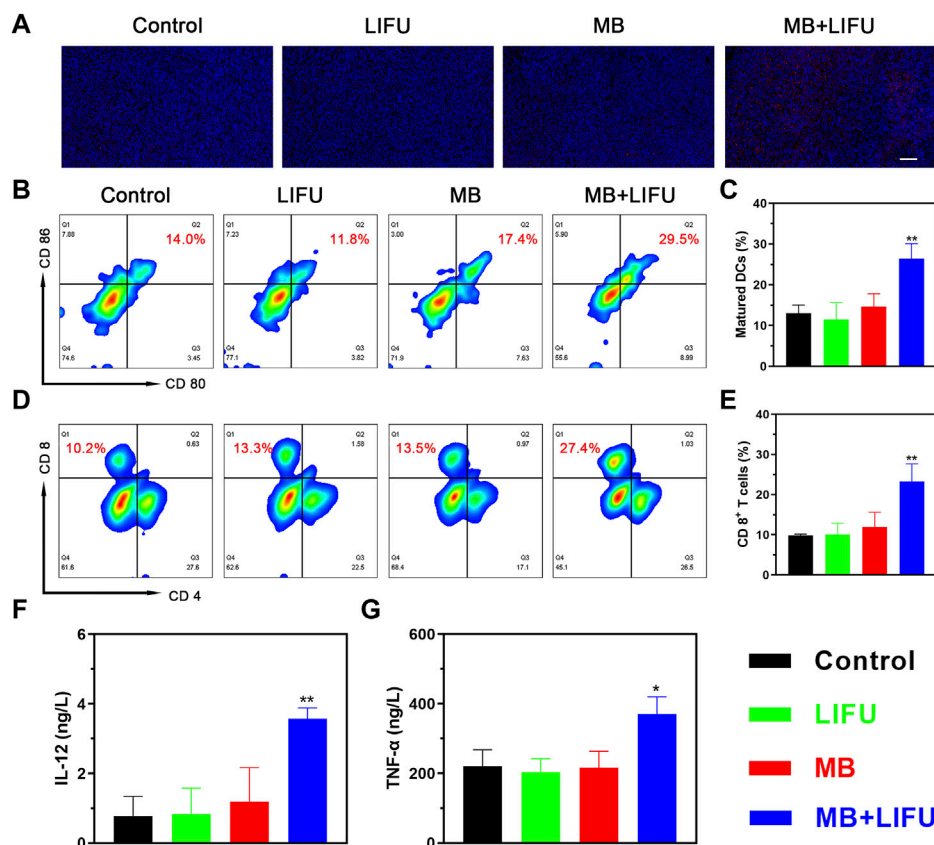 A
Control LIFU MB MB+LIFU
B
Control LIFU MB MB+LIFU
CD 86
Q1 7.88 Q2 14.0%
Q4 74.6 Q3 3.45
Q1 7.23 Q2 11.8%
Q4 77.1 Q3 3.82
Q1 3.00 Q2 17.4%
Q4 71.9 Q3 7.63
Q1 5.90 Q2 29.5%
Q4 55.6 Q3 8.99
CD 80
C
Matured DCs (%)
40
30
20
10
0
**
D
CD 8
Q1 10.2% Q2 0.63
Q4 61.6 Q3 27.6
Q1 13.3% Q2 1.58
Q4 62.6 Q3 22.5
Q1 13.5% Q2 0.97
Q4 68.4 Q3 17.1
Q1 27.4% Q2 1.03
Q4 45.1 Q3 26.5
CD 4
E
CD 8+ T cells (%)
40
30
20
10
0
**
F
IL-12 (ng/L)
6
4
2
0
**
G
TNF-α (ng/L)
600
400
200
0
*
Control
LIFU
MB
MB+LIFU